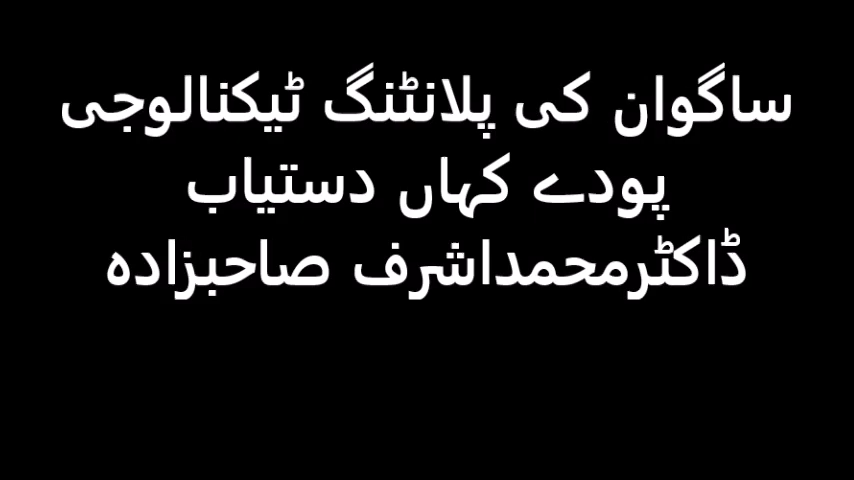 ساگوان کی پلانٹنگ ٹیکنالوجی
پودے کہاں دستیاب
ڈاکٹرمحمداشرف صاحبزادہ